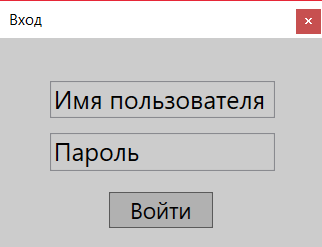 Вход
Имя пользователя
Пароль
Войти